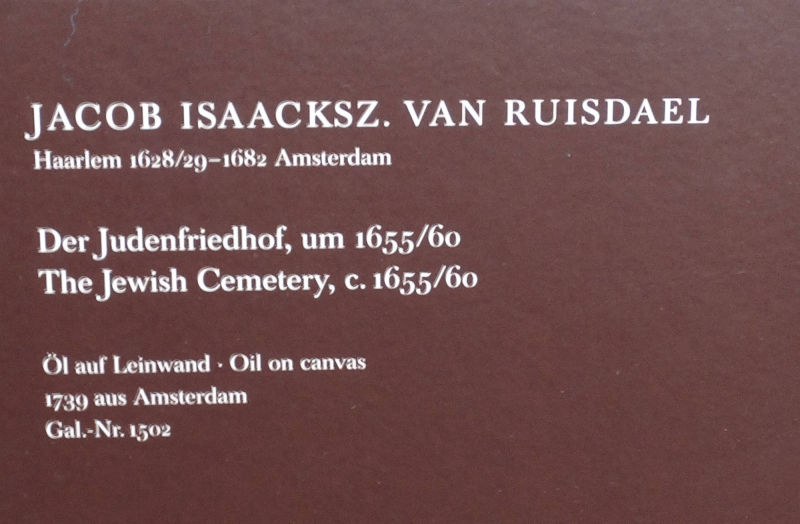 JACOB ISAACKSZ. VAN RUISDAEL
Haarlem 1628/29–1682 Amsterdam
Der Judenfriedhof, um 1655/60
The Jewish Cemetery, c. 1655/60
Öl auf Leinwand · Oil on canvas
1739 aus Amsterdam
Gal.-Nr. 1502